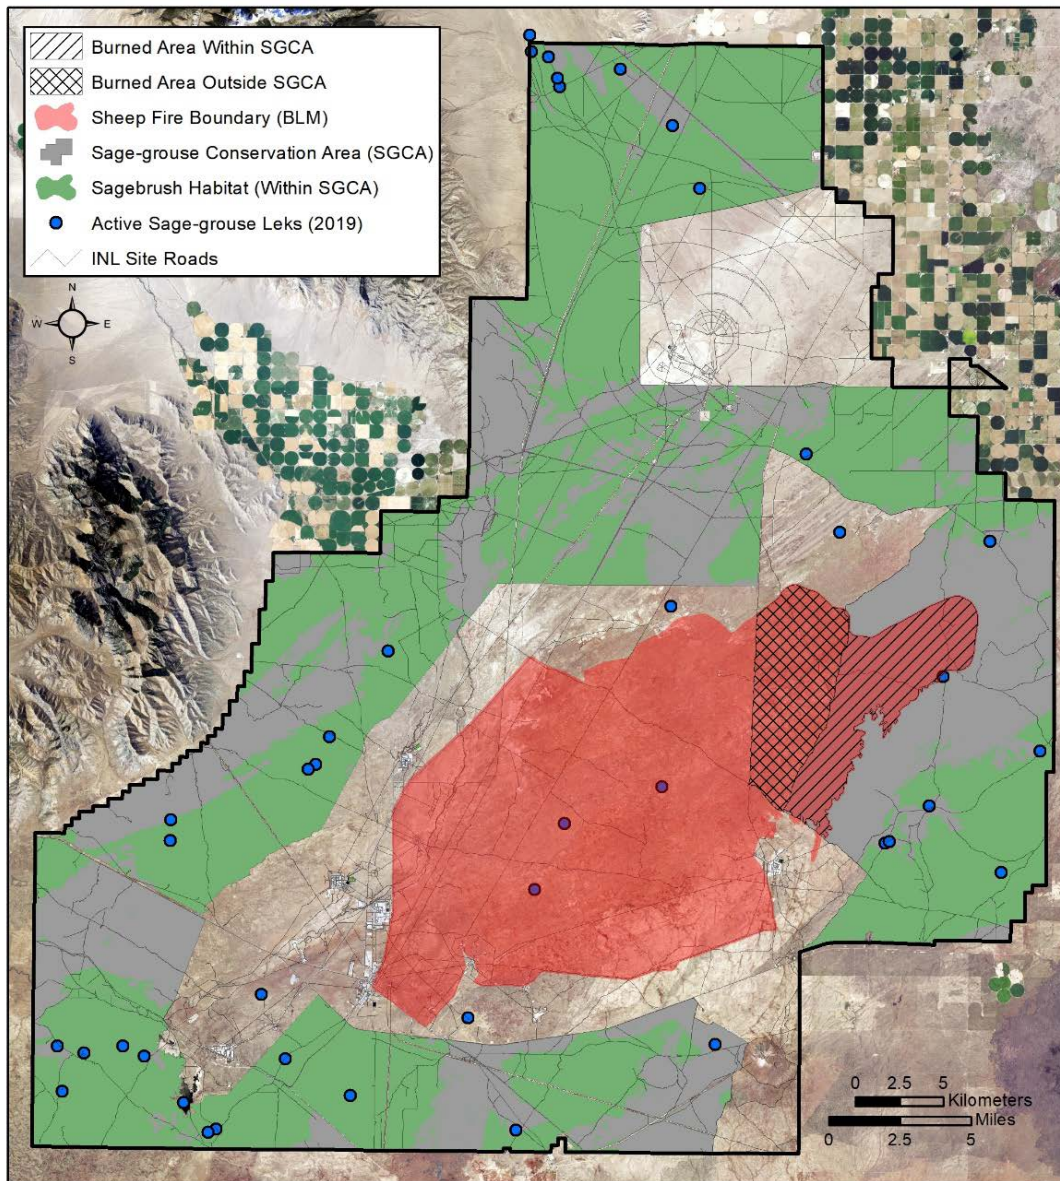 Burned Area Within SGCA
Burned Area Outside SGCA
Sheep Fire Boundary (BLM)
Sage-grouse Conservation Area (SGCA)
Sagebrush Habitat (Within SGCA)
Active Sage-grouse Leks (2019)
INL Site Roads
N
W E
S
0 2.5 5
Kilometers
Miles
0 2.5 5